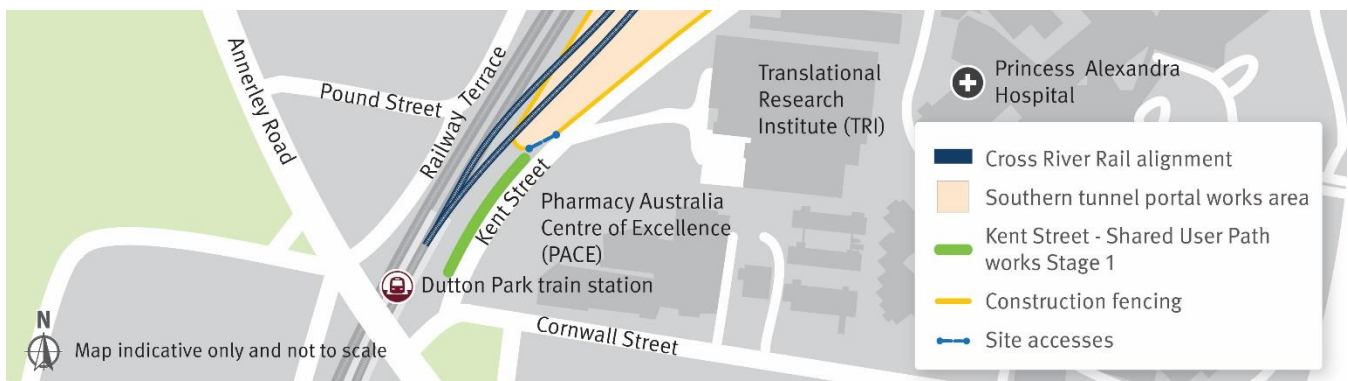 Annerley Road
Pound Street
Railway Terrace
Kent Street
Translational
Research
Institute (TRI)
Princess Alexandra
Hospital
Pharmacy Australia
Centre of Excellence
(PACE)
Dutton Park train station
Cornwall Street
N
Map indicative only and not to scale
Cross River Rail alignment
Southern tunnel portal works area
Kent Street - Shared User Path
works Stage 1
Construction fencing
Site accesses